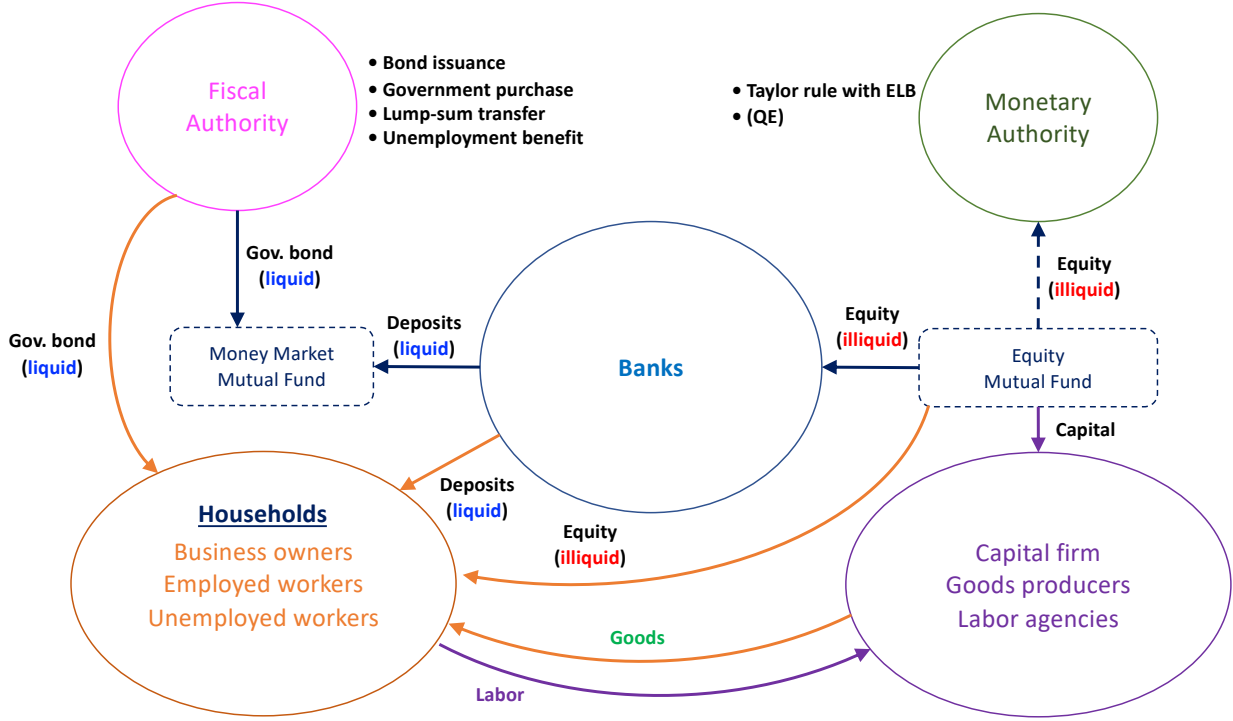 Fiscal
Authority
• Bond issuance
• Government purchase
• Lump-sum transfer
• Unemployment benefit
• Taylor rule with ELB
• (QE)
Monetary
Authority
Gov. bond
(liquid)
Equity
(illiquid)
Gov. bond
(liquid)
Money Market
Mutual Fund
Deposits
(liquid)
Banks
Equity
(illiquid)
Equity
Mutual Fund
Capital
Deposits
(liquid)
Equity
(illiquid)
Households
Business owners
Employed workers
Unemployed workers
Capital firm
Goods producers
Labor agencies
Goods
Labor